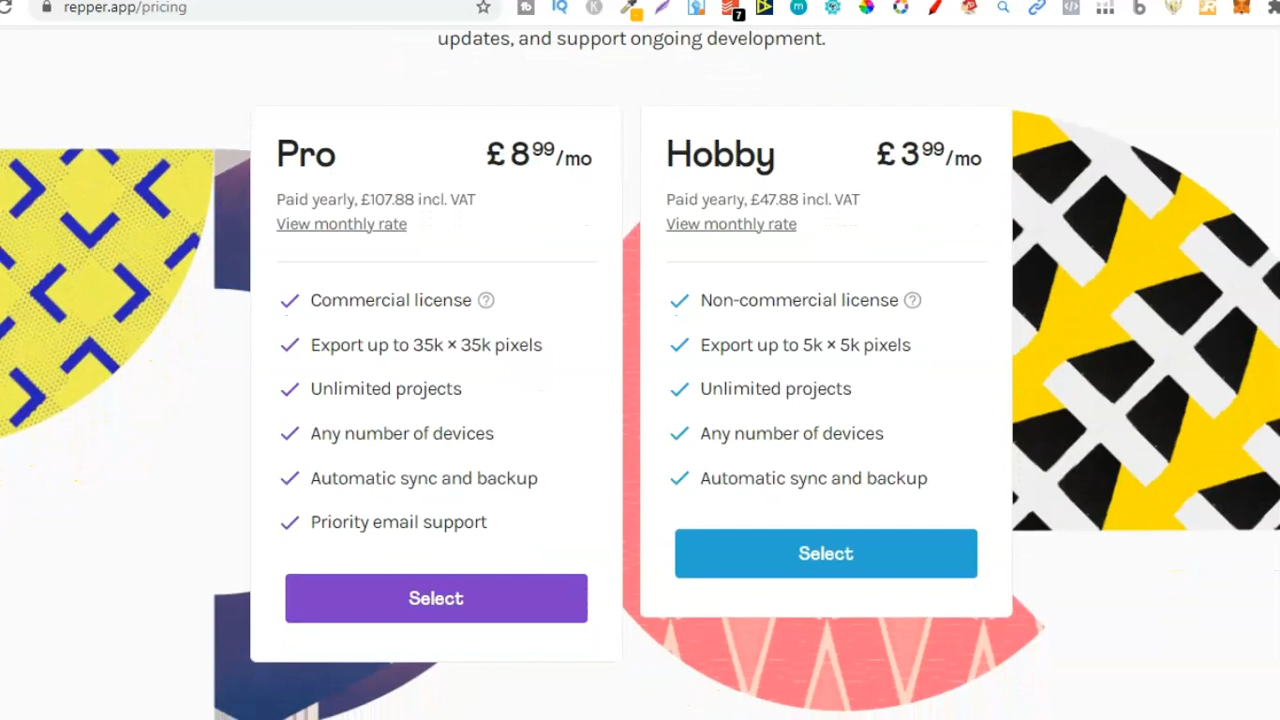 repper.app/pricing
7
updates, and support ongoing development.
Pro
£ 8⁹⁹/mo
Paid yearly, £107.88 incl. VAT
View monthly rate
Commercial license ?
Export up to 35k × 35k pixels
Unlimited projects
Any number of devices
Automatic sync and backup
Priority email support
Select
Hobby
£ 3⁹⁹/mo
Paid yearly, £47.88 incl. VAT
View monthly rate
Non-commercial license ?
Export up to 5k × 5k pixels
Unlimited projects
Any number of devices
Automatic sync and backup
Select